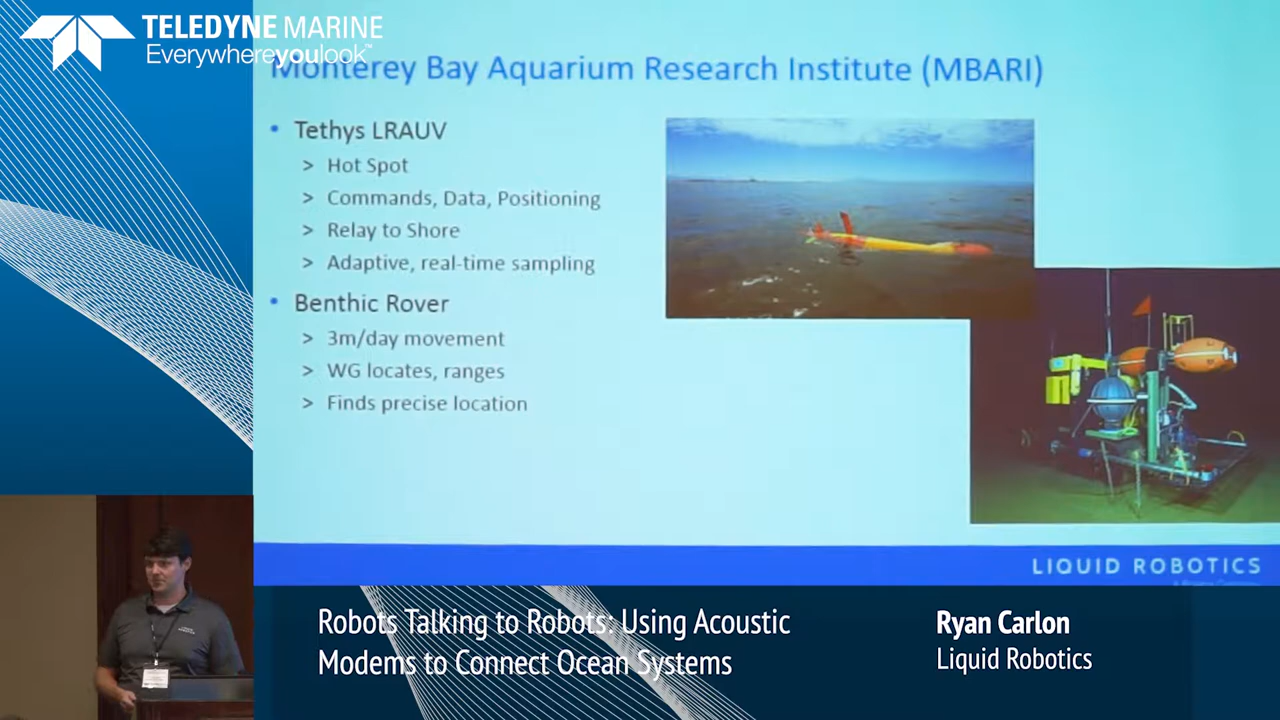 TELEDYNE MARINE
Everywhereyoulook™
Monterey Bay Aquarium Research Institute (MBARI)
• Tethys LRAUV
> Hot Spot
> Commands, Data, Positioning
> Relay to Shore
> Adaptive, real-time sampling
• Benthic Rover
> 3m/day movement
> WG locates, ranges
> Finds precise location
LIQUID ROBOTICS
Robots Talking to Robots: Using Acoustic
Modems to Connect Ocean Systems
Ryan Carlon
Liquid Robotics